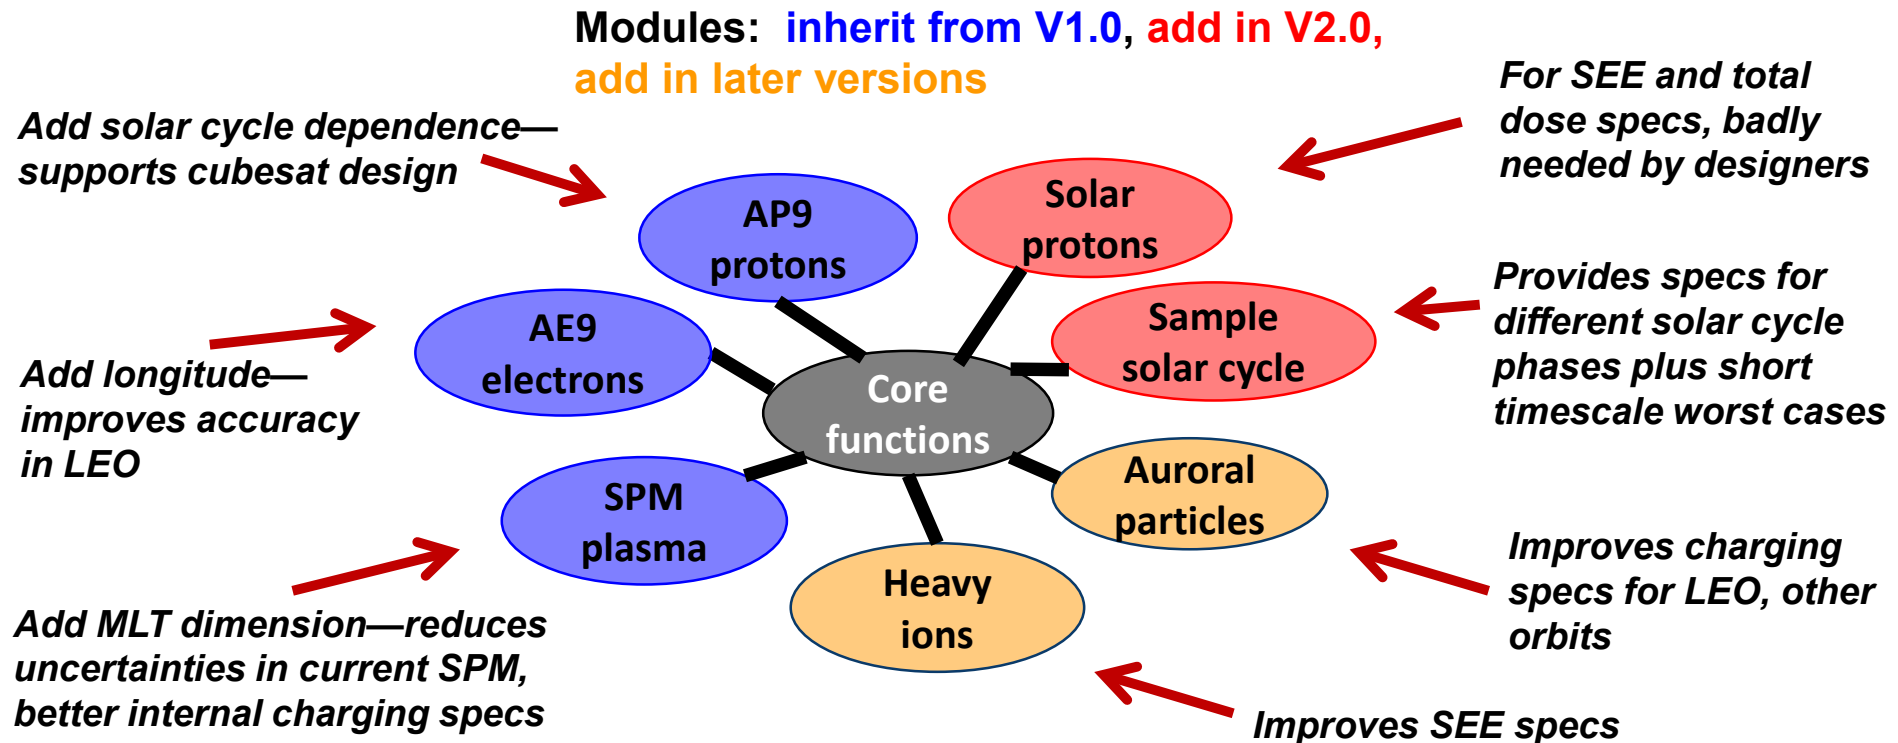 Modules: inherit from V1.0, add in V2.0,
add in later versions
Add solar cycle dependence—
supports cubesat design
For SEE and total
dose specs, badly
needed by designers
AP9
protons
Solar
protons
AE9
electrons
Sample
solar cycle
Provides specs for
different solar cycle
phases plus short
timescale worst cases
Add longitude—
improves accuracy
in LEO
Core
functions
SPM
plasma
Auroral
particles
Heavy
ions
Improves charging
specs for LEO, other
orbits
Add MLT dimension—reduces
uncertainties in current SPM,
better internal charging specs
Improves SEE specs